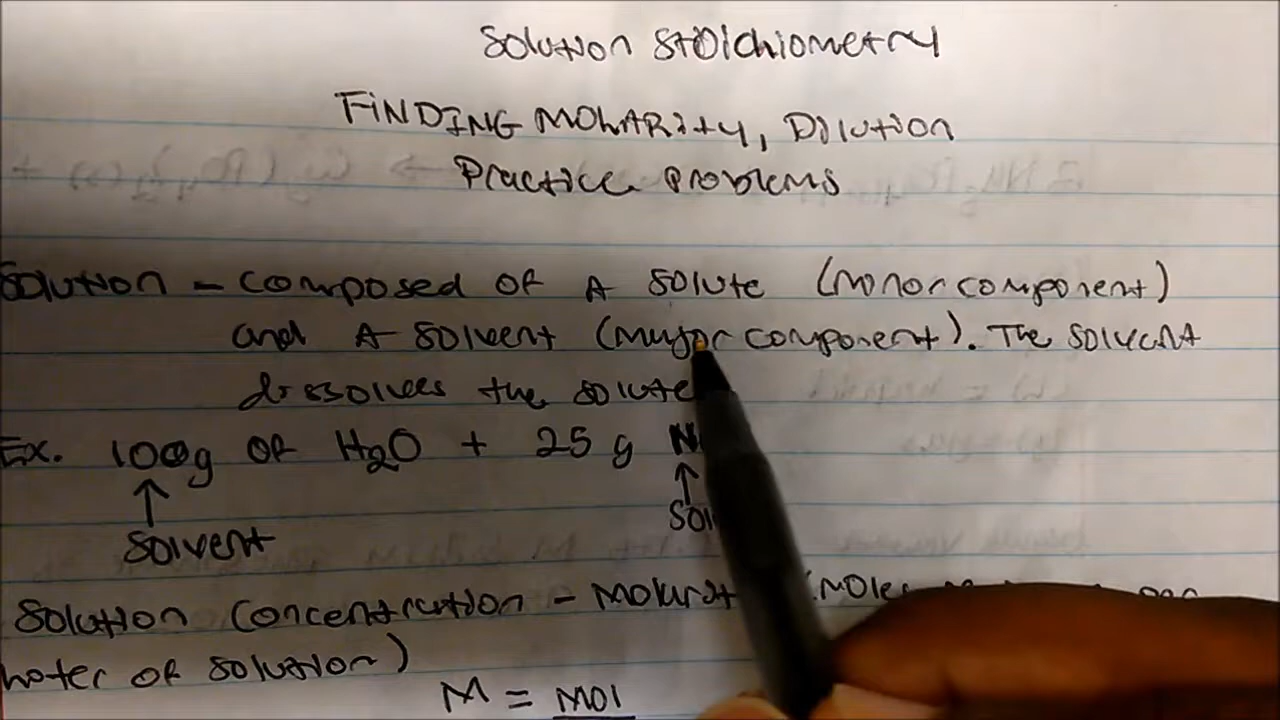 Solution Stoichiometry
FINDING MOLARity, Dilution
Practice Problems
Solution - composed of A solute (minor component)
and A solvent (major component). The solvent
dissolves the solute
Ex. 100g of H2O + 25 g
Solvent
Solution Concentration - Molarity (moles
of solution)
M = mol